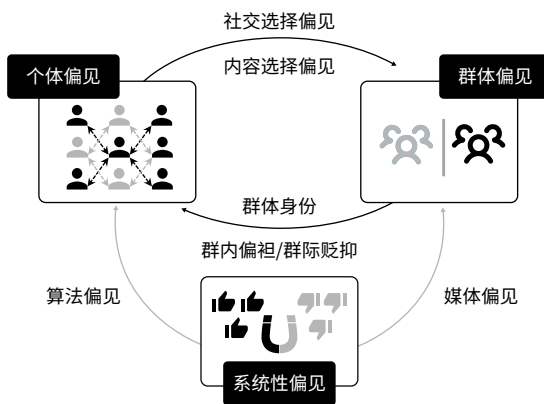 社交选择偏见
个体偏见
内容选择偏见
群体偏见
群体身份
群内偏袒/群际贬抑
算法偏见
媒体偏见
系统性偏见